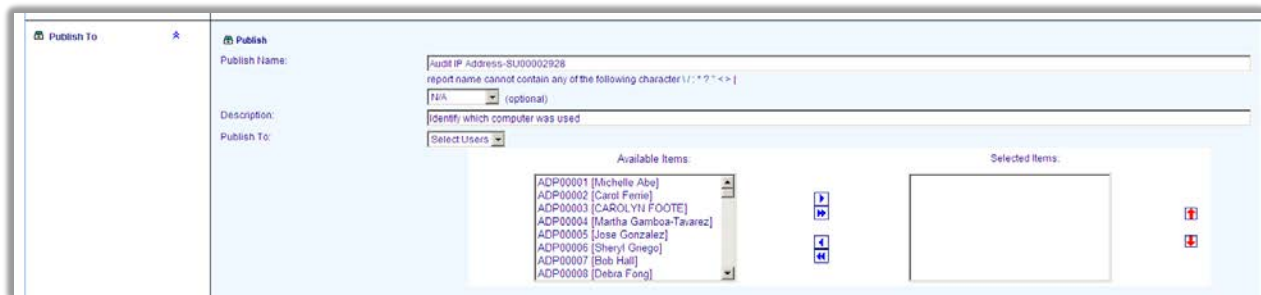 Publish To
Publish
Publish Name:
Audit IP Address-SU00002928
report name cannot contain any of the following character \ / : * ? " < > |
N/A (optional)
Description:
Identify which computer was used
Publish To:
Select Users
Available Items: Selected Items:
ADP00001 [Michelle Abe]
ADP00002 [Carol Ferrie]
ADP00003 [CAROLYN FOOTE]
ADP00004 [Martha Gamboa-Tavarez]
ADP00005 [Jose Gonzalez]
ADP00006 [Sheryl Griego]
ADP00007 [Bob Hall]
ADP00008 [Debra Fong]